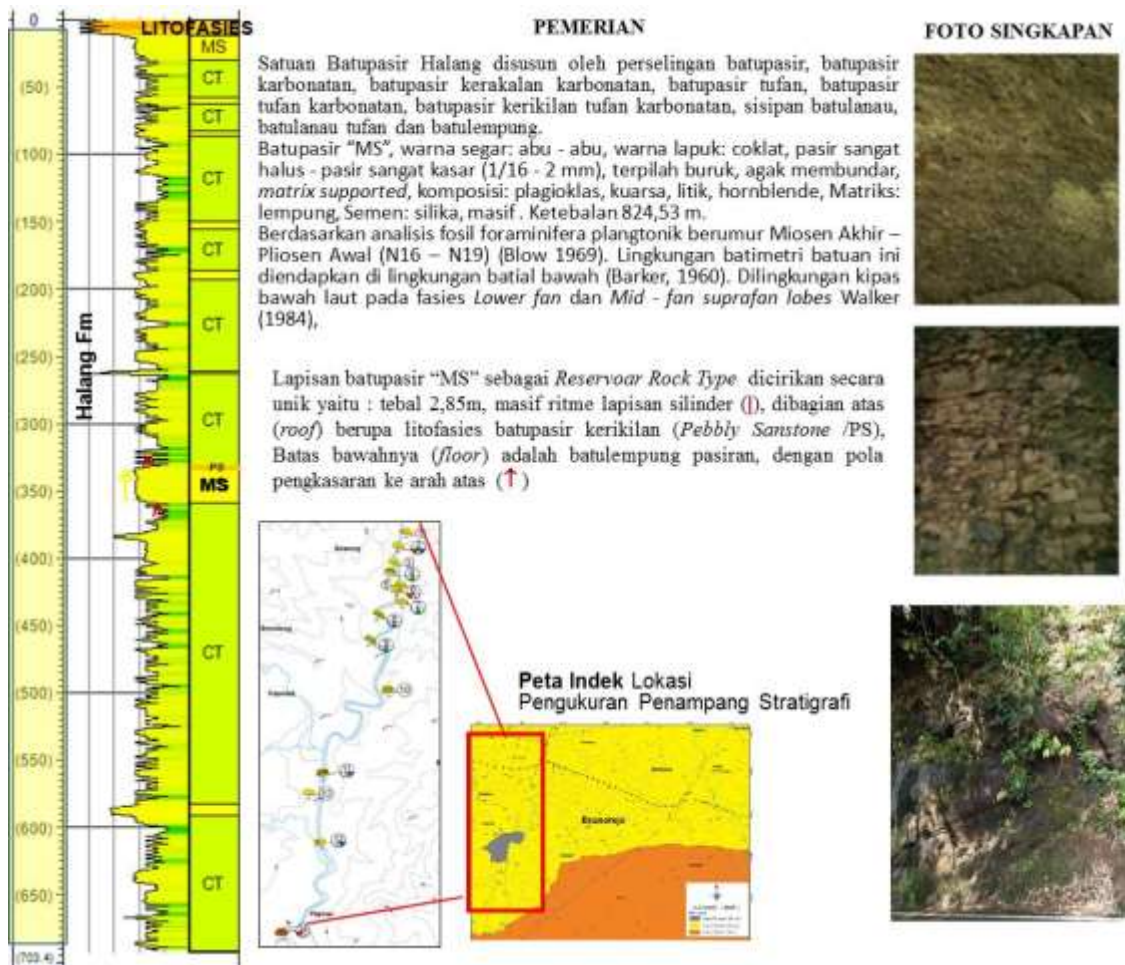 0
(50)
(100)
(150)
(200)
(250)
(300)
(350)
(400)
(450)
(500)
(550)
(600)
(650)
(703.4)
Halang Fm
LITOFASIES
MS
CT
CT
CT
CT
CT
CT
PS
MS
CT
CT
PEMERIAN
Satuan Batupasir Halang disusun oleh perselingan batupasir, batupasir
karbonatan, batupasir kerakalan karbonatan, batupasir tufan, batupasir
tufan karbonatan, batupasir kerikilan tufan karbonatan, sisipan batulanau,
batulanau tufan dan batulempung.
Batupasir “MS”, warna segar: abu - abu, warna lapuk: coklat, pasir sangat
halus - pasir sangat kasar (1/16 - 2 mm), terpilah buruk, agak membundar,
matrix supported, komposisi: plagioklas, kuarsa, litik, hornblende, Matriks:
lempung, Semen: silika, masif . Ketebalan 824,53 m.
Berdasarkan analisis fosil foraminifera plangtonik berumur Miosen Akhir –
Pliosen Awal (N16 – N19) (Blow 1969). Lingkungan batimetri batuan ini
diendapkan di lingkungan batial bawah (Barker, 1960). Dilingkungan kipas
bawah laut pada fasies Lower fan dan Mid - fan suprafan lobes Walker
(1984),
Lapisan batupasir “MS” sebagai Reservoar Rock Type dicirikan secara
unik yaitu : tebal 2,85m, masif ritme lapisan silinder (||), dibagian atas
(roof) berupa litofasies batupasir kerikilan (Pebbly Sanstone /PS),
Batas bawahnya (floor) adalah batulempung pasiran, dengan pola
pengkasaran ke arah atas (↑)
Peta Indek Lokasi
Pengukuran Penampang Stratigrafi
FOTO SINGKAPAN